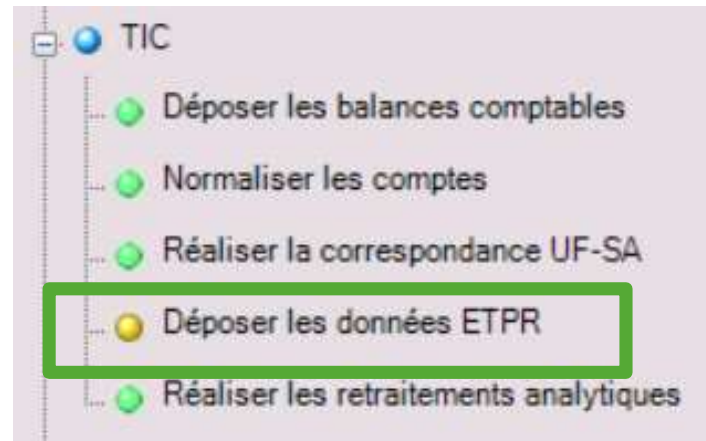 TIC
Déposer les balances comptables
Normaliser les comptes
Réaliser la correspondance UF-SA
Déposer les données ETPR
Réaliser les retraitements analytiques